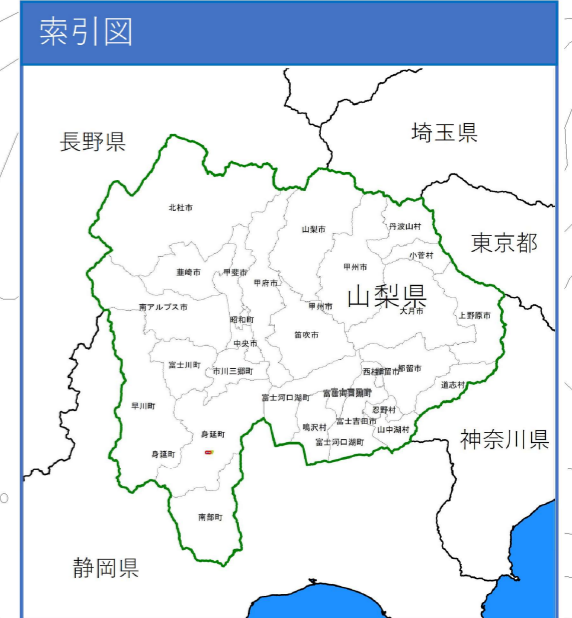 索引図
長野県
埼玉県
北杜市
山梨市
丹波山村
東京都
小菅村
韮崎市
甲斐市
甲州市
甲府市
山梨県
南アルプス市
甲州市
大月市
上野原市
昭和町
笛吹市
中央市
富士川町
市川三郷町
西桂町
都留市
都留市
道志村
富士河口湖町
早川町
忍野村
富士吉田市
鳴沢村
山中湖村
身延町
富士河口湖町
神奈川県
身延町
南部町
静岡県